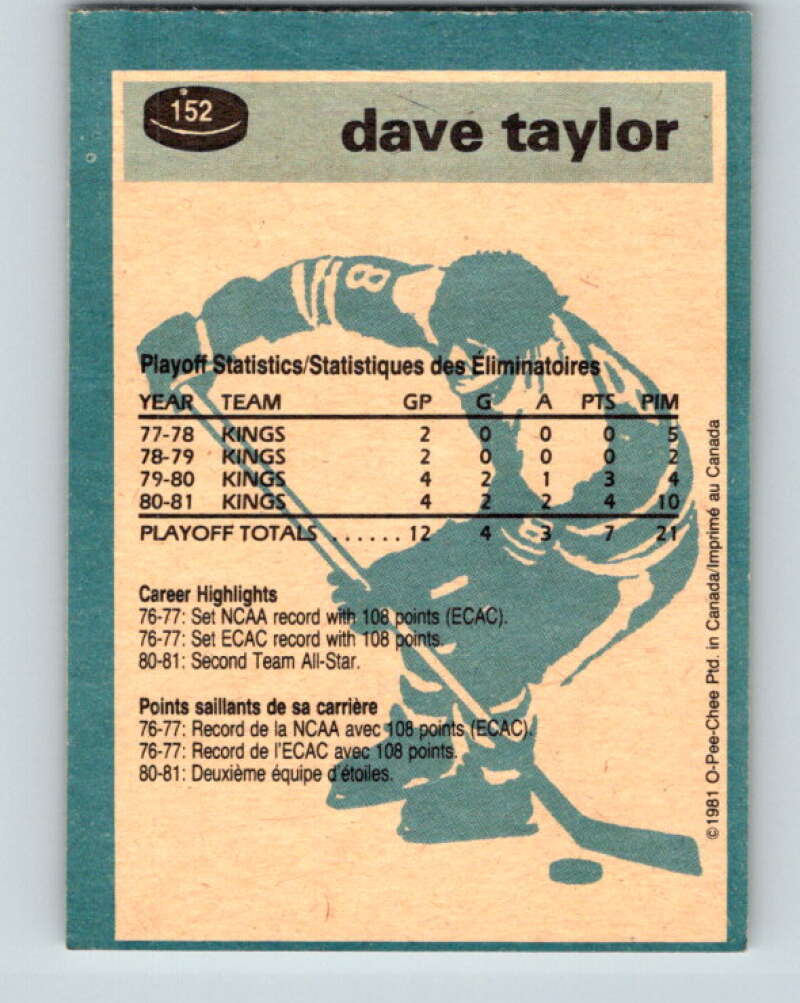 152
dave taylor
8
Playoff Statistics/Statistiques des Éliminatoires
YEAR TEAM GP G A PTS PIM
77-78 KINGS 2 0 0 0 5
78-79 KINGS 2 0 0 0 2
79-80 KINGS 4 2 1 3 4
80-81 KINGS 4 2 2 4 10
PLAYOFF TOTALS ...... 12 4 3 7 21
Career Highlights
76-77: Set NCAA record with 108 points (ECAC).
76-77: Set ECAC record with 108 points.
80-81: Second Team All-Star.
Points saillants de sa carrière
76-77: Record de la NCAA avec 108 points (ECAC).
76-77: Record de l'ECAC avec 108 points.
80-81: Deuxième équipe d'étoiles.
©1981 O-Pee-Chee Ptd. in Canada/Imprimé au Canada